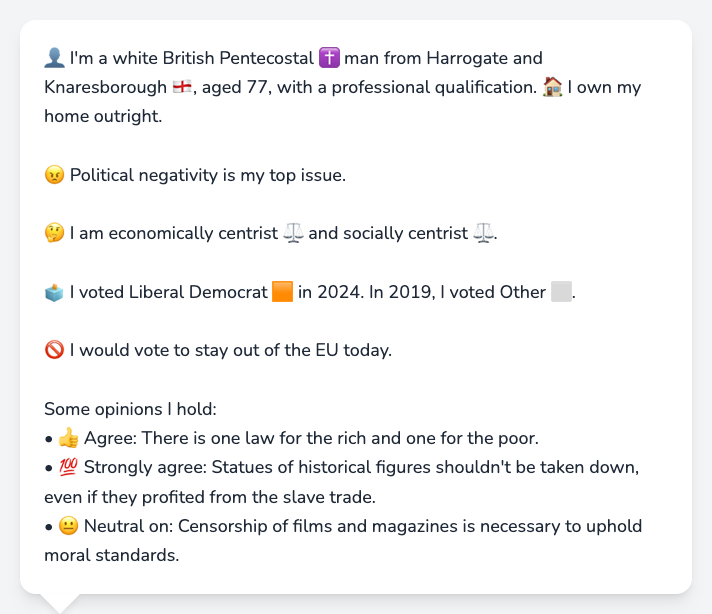 👤 I'm a white British Pentecostal ✝️ man from Harrogate and
Knaresborough 🏴󠁧󠁢󠁥󠁮󠁧󠁿, aged 77, with a professional qualification. 🏠 I own my
home outright.
😠 Political negativity is my top issue.
🤔 I am economically centrist ⚖️ and socially centrist ⚖️.
🗳️ I voted Liberal Democrat 🟧 in 2024. In 2019, I voted Other ⬜.
🚫 I would vote to stay out of the EU today.
Some opinions I hold:
• 👍 Agree: There is one law for the rich and one for the poor.
• 💯 Strongly agree: Statues of historical figures shouldn't be taken down,
even if they profited from the slave trade.
• 😐 Neutral on: Censorship of films and magazines is necessary to uphold
moral standards.